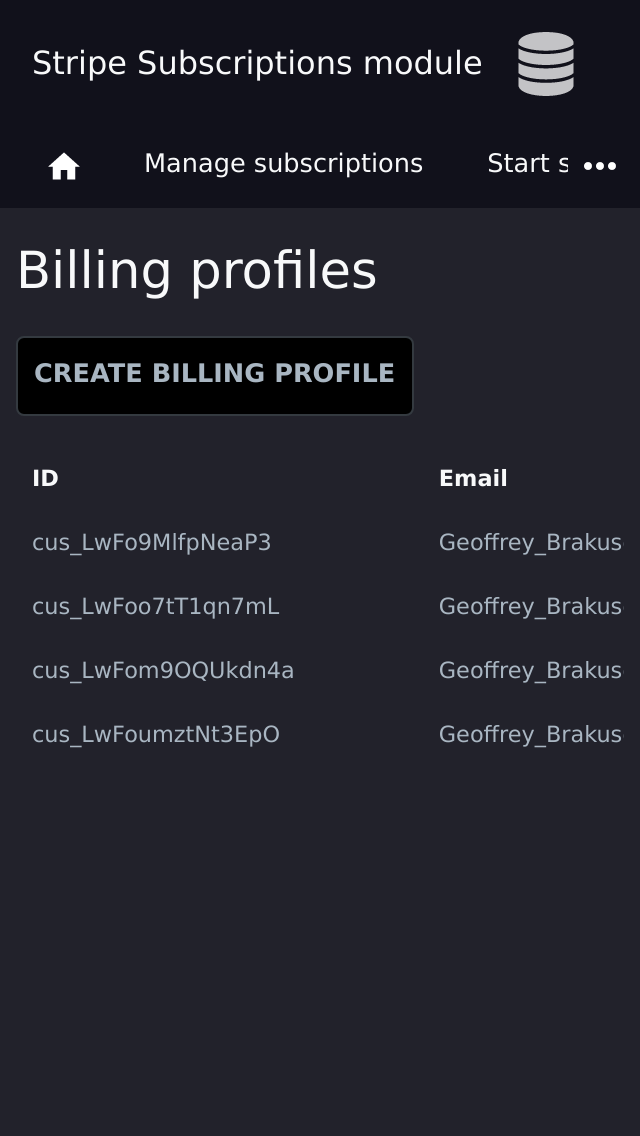 Stripe Subscriptions module
Manage subscriptions Start s
Billing profiles
CREATE BILLING PROFILE
ID Email
cus_LwFo9MlfpNeaP3 Geoffrey_Brakus
cus_LwFoo7tT1qn7mL Geoffrey_Brakus
cus_LwFom9OQUkdn4a Geoffrey_Brakus
cus_LwFoumztNt3EpO Geoffrey_Brakus